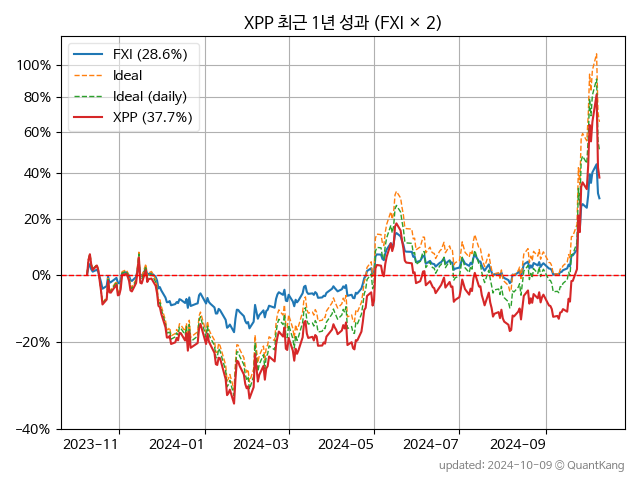 XPP 최근 1년 성과 (FXI × 2)
FXI (28.6%)
Ideal
Ideal (daily)
XPP (37.7%)
100%
80%
60%
40%
20%
0%
−20%
−40%
2023-11
2024-01
2024-03
2024-05
2024-07
2024-09
updated: 2024-10-09 © QuantKang